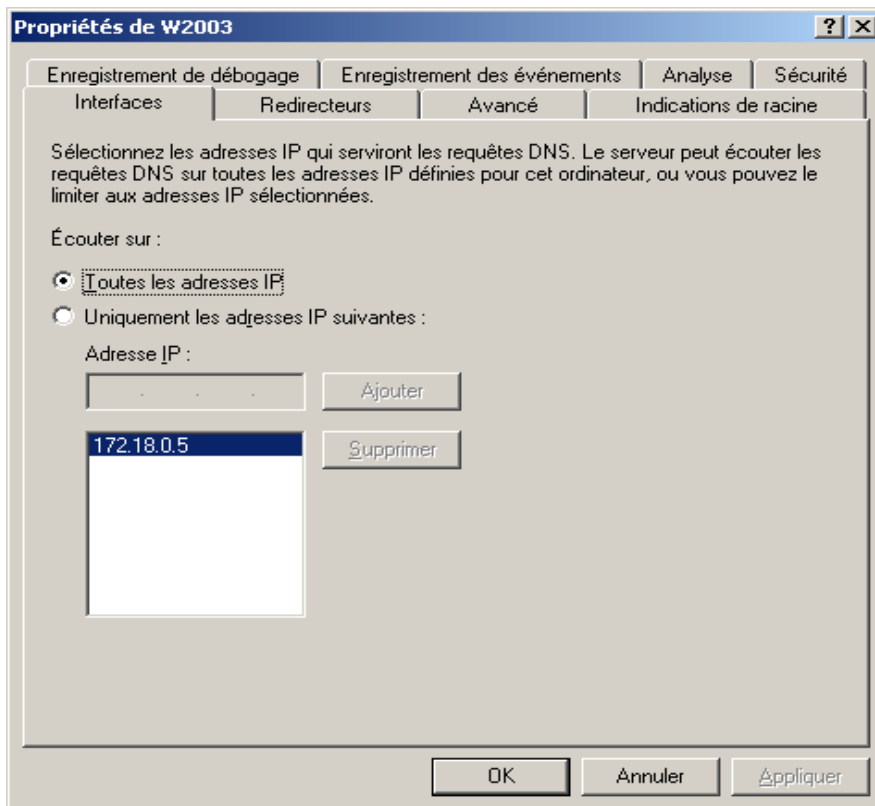 Propriétés de W2003
Enregistrement de débogage Enregistrement des événements Analyse Sécurité
Interfaces Redirecteurs Avancé Indications de racine
Sélectionnez les adresses IP qui serviront les requêtes DNS. Le serveur peut écouter les
requêtes DNS sur toutes les adresses IP définies pour cet ordinateur, ou vous pouvez le
limiter aux adresses IP sélectionnées.
Écouter sur :
Toutes les adresses IP
Uniquement les adresses IP suivantes :
Adresse IP :
Ajouter
172.18.0.5
Supprimer
OK Annuler Appliquer